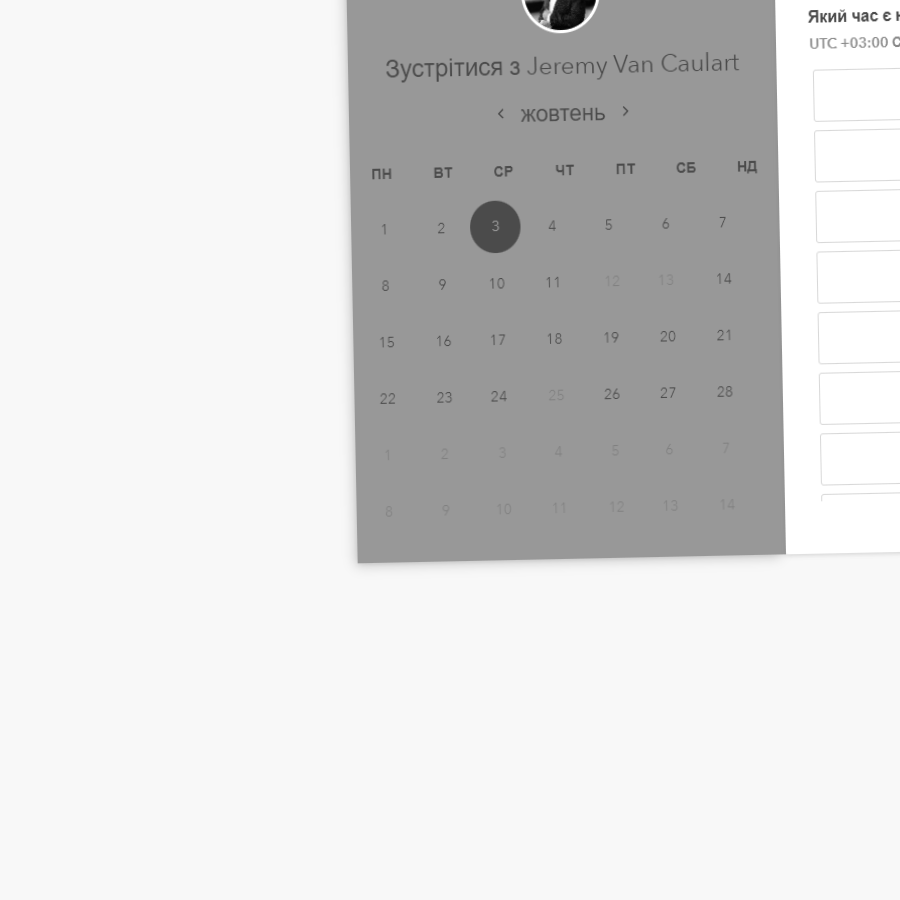 Зустрітися з Jeremy Van Caulart
‹ жовтень ›
ПН ВТ СР ЧТ ПТ СБ НД
1 2 3 4 5 6 7
8 9 10 11 12 13 14
15 16 17 18 19 20 21
22 23 24 25 26 27 28
1 2 3 4 5 6 7
8 9 10 11 12 13 14
Який час є
UTC +03:00